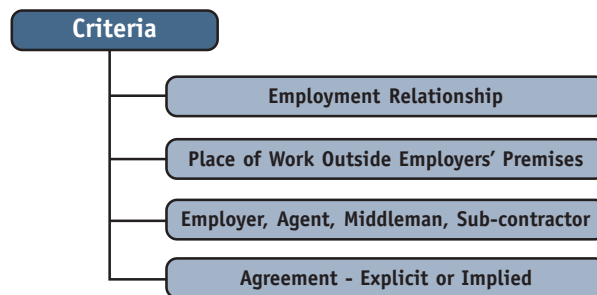 Criteria
Employment Relationship
Place of Work Outside Employers’ Premises
Employer, Agent, Middleman, Sub-contractor
Agreement - Explicit or Implied